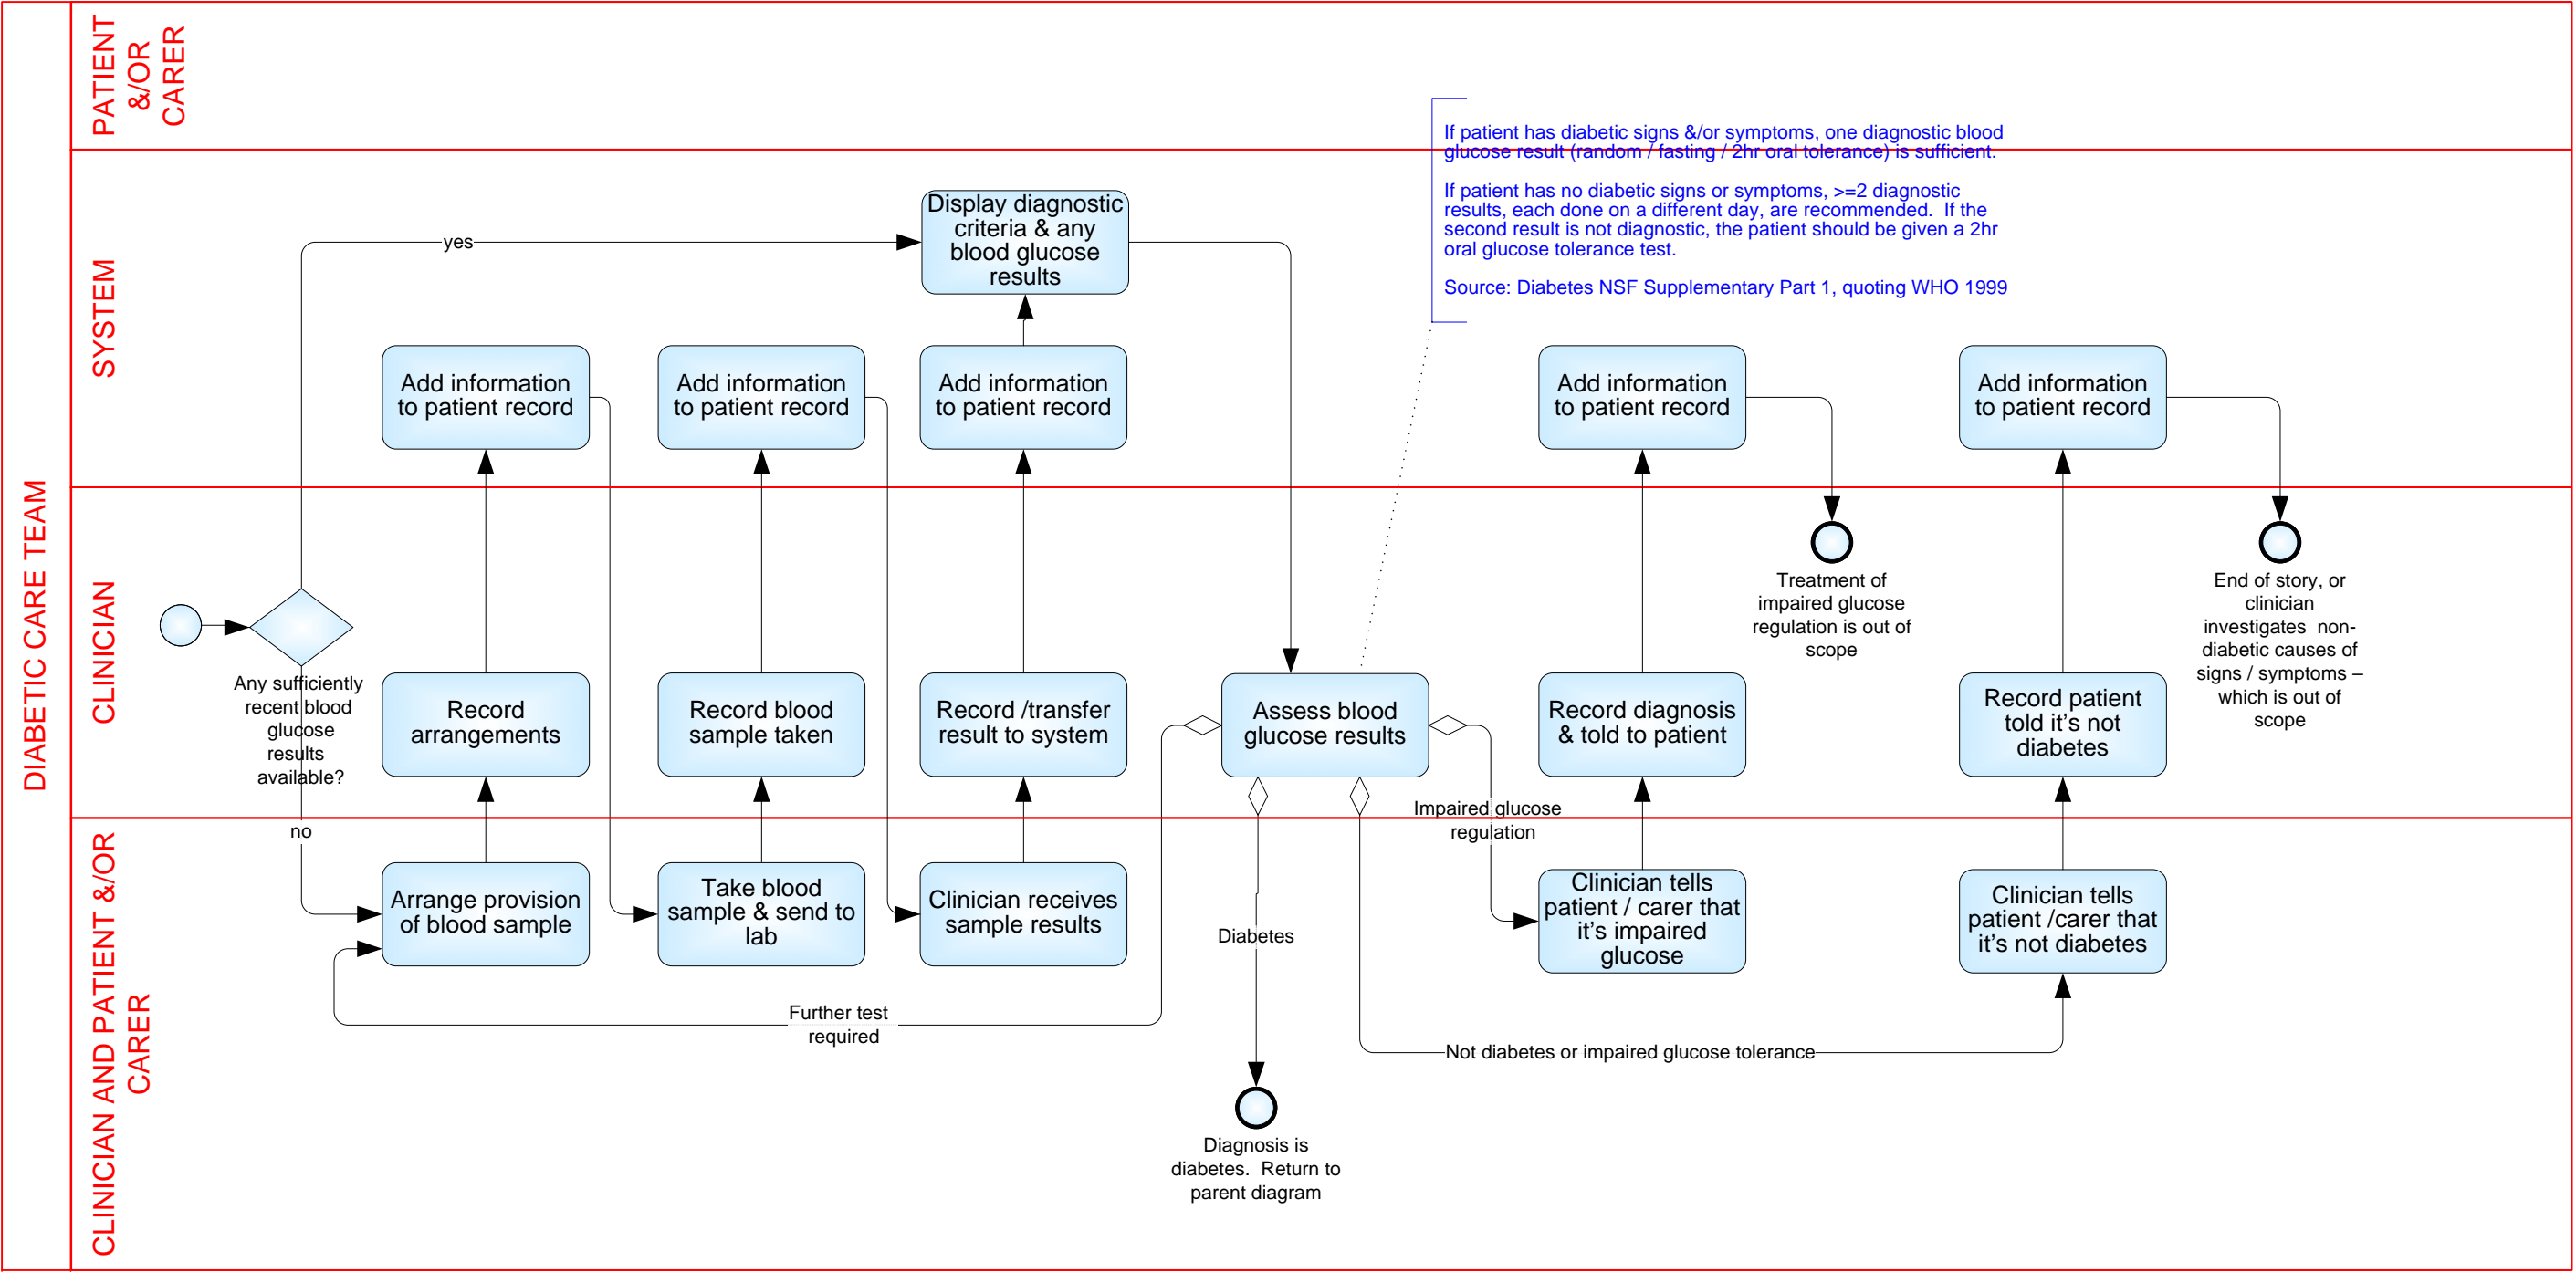 DIABETIC CARE TEAM
PATIENT
&/OR
CARER
SYSTEM
CLINICIAN
CLINICIAN AND PATIENT &/OR
CARER
If patient has diabetic signs &/or symptoms, one diagnostic blood
glucose result (random / fasting / 2hr oral tolerance) is sufficient.
If patient has no diabetic signs or symptoms, >=2 diagnostic
results, each done on a different day, are recommended.  If the
second result is not diagnostic, the patient should be given a 2hr
oral glucose tolerance test.
Source: Diabetes NSF Supplementary Part 1, quoting WHO 1999
Display diagnostic
criteria & any
blood glucose
results
yes
Add information
to patient record
Add information
to patient record
Add information
to patient record
Add information
to patient record
Add information
to patient record
Any sufficiently
recent blood
glucose
results
available?
no
Record
arrangements
Record blood
sample taken
Record /transfer
result to system
Assess blood
glucose results
Record diagnosis
& told to patient
Record patient
told it's not
diabetes
Treatment of
impaired glucose
regulation is out of
scope
End of story, or
clinician
investigates  non-
diabetic causes of
signs / symptoms –
which is out of
scope
Impaired glucose
regulation
Arrange provision
of blood sample
Take blood
sample & send to
lab
Clinician receives
sample results
Diabetes
Clinician tells
patient / carer that
it's impaired
glucose
Clinician tells
patient /carer that
it's not diabetes
Further test
required
Not diabetes or impaired glucose tolerance
Diagnosis is
diabetes.  Return to
parent diagram